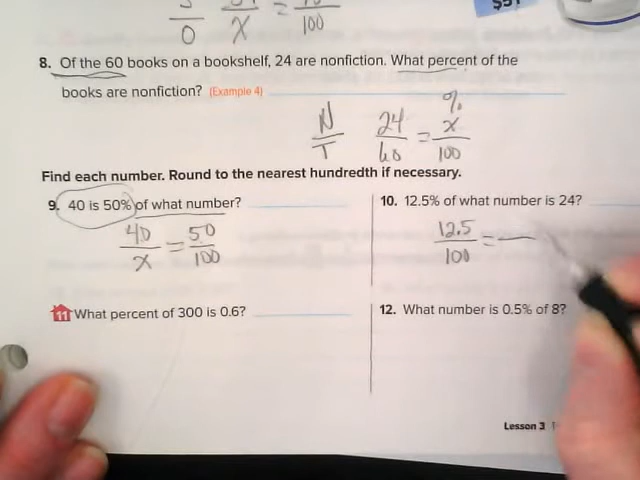 0 X = 100
$51
8. Of the 60 books on a bookshelf, 24 are nonfiction. What percent of the
books are nonfiction? (Example 4)
N/T 24/60 = % x/100
Find each number. Round to the nearest hundredth if necessary.
9. 40 is 50% of what number?
40/x = 50/100
10. 12.5% of what number is 24?
12.5/100 =
11 What percent of 300 is 0.6?
12. What number is 0.5% of 8?
Lesson 3